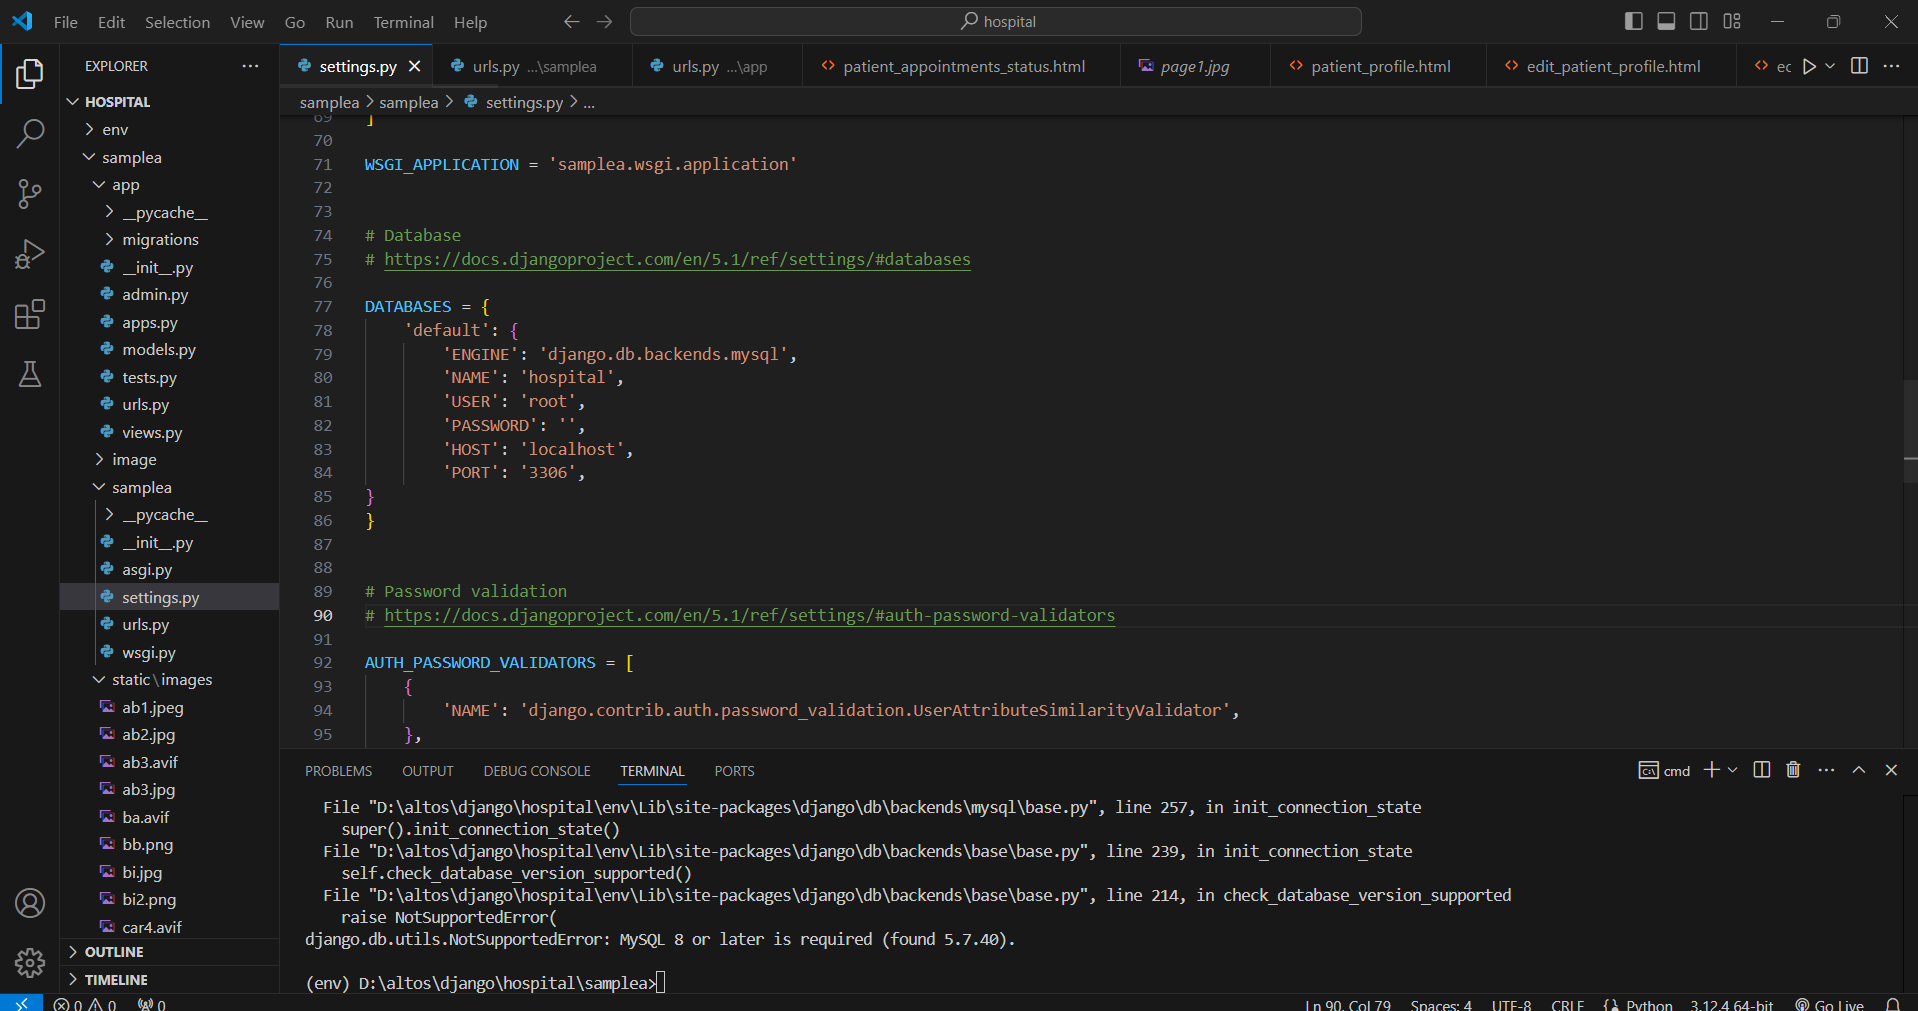 File Edit Selection View Go Run Terminal Help hospital
EXPLORER
HOSPITAL
env
samplea
app
__pycache__
migrations
__init__.py
admin.py
apps.py
models.py
tests.py
urls.py
views.py
image
samplea
__pycache__
__init__.py
asgi.py
settings.py
urls.py
wsgi.py
static\images
ab1.jpeg
ab2.jpg
ab3.avif
ab3.jpg
ba.avif
bb.png
bi.jpg
bi2.png
car4.avif
OUTLINE
TIMELINE
settings.py urls.py ...\samplea urls.py ...\app patient_appointments_status.html page1.jpg patient_profile.html edit_patient_profile.html ec
samplea > samplea > settings.py > ...
69 ]
70
71 WSGI_APPLICATION = 'samplea.wsgi.application'
72
73
74 # Database
75 # https://docs.djangoproject.com/en/5.1/ref/settings/#databases
76
77 DATABASES = {
78 'default': {
79 'ENGINE': 'django.db.backends.mysql',
80 'NAME': 'hospital',
81 'USER': 'root',
82 'PASSWORD': '',
83 'HOST': 'localhost',
84 'PORT': '3306',
85 }
86 }
87
88
89 # Password validation
90 # https://docs.djangoproject.com/en/5.1/ref/settings/#auth-password-validators
91
92 AUTH_PASSWORD_VALIDATORS = [
93 {
94 'NAME': 'django.contrib.auth.password_validation.UserAttributeSimilarityValidator',
95 },
PROBLEMS OUTPUT DEBUG CONSOLE TERMINAL PORTS cmd
File "D:\altos\django\hospital\env\Lib\site-packages\django\db\backends\mysql\base.py", line 257, in init_connection_state
super().init_connection_state()
File "D:\altos\django\hospital\env\Lib\site-packages\django\db\backends\base\base.py", line 239, in init_connection_state
self.check_database_version_supported()
File "D:\altos\django\hospital\env\Lib\site-packages\django\db\backends\base\base.py", line 214, in check_database_version_supported
raise NotSupportedError(
django.db.utils.NotSupportedError: MySQL 8 or later is required (found 5.7.40).
(env) D:\altos\django\hospital\samplea>
0 0 0 Ln 90, Col 79 Spaces: 4 UTF-8 CRLF Python 3.12.4 64-bit Go Live